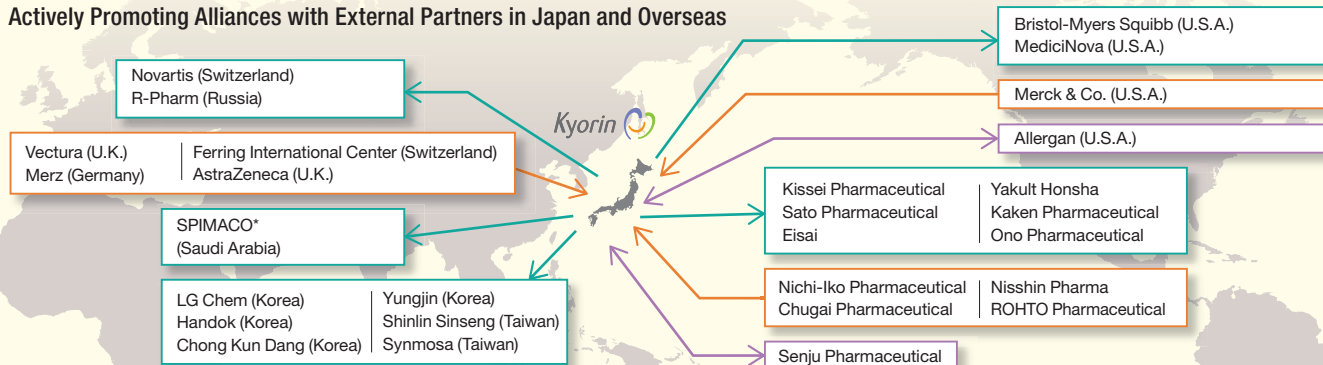 Actively Promoting Alliances with External Partners in Japan and Overseas
Bristol-Myers Squibb (U.S.A.)
MediciNova (U.S.A.)
Novartis (Switzerland)
R-Pharm (Russia)
Merck & Co. (U.S.A.)
Kyorin
Allergan (U.S.A.)
Vectura (U.K.)
Merz (Germany)
Ferring International Center (Switzerland)
AstraZeneca (U.K.)
Kissei Pharmaceutical
Sato Pharmaceutical
Eisai
Yakult Honsha
Kaken Pharmaceutical
Ono Pharmaceutical
SPIMACO*
(Saudi Arabia)
LG Chem (Korea)
Handok (Korea)
Chong Kun Dang (Korea)
Yungjin (Korea)
Shinlin Sinseng (Taiwan)
Synmosa (Taiwan)
Nichi-Iko Pharmaceutical
Chugai Pharmaceutical
Nisshin Pharma
ROHTO Pharmaceutical
Senju Pharmaceutical